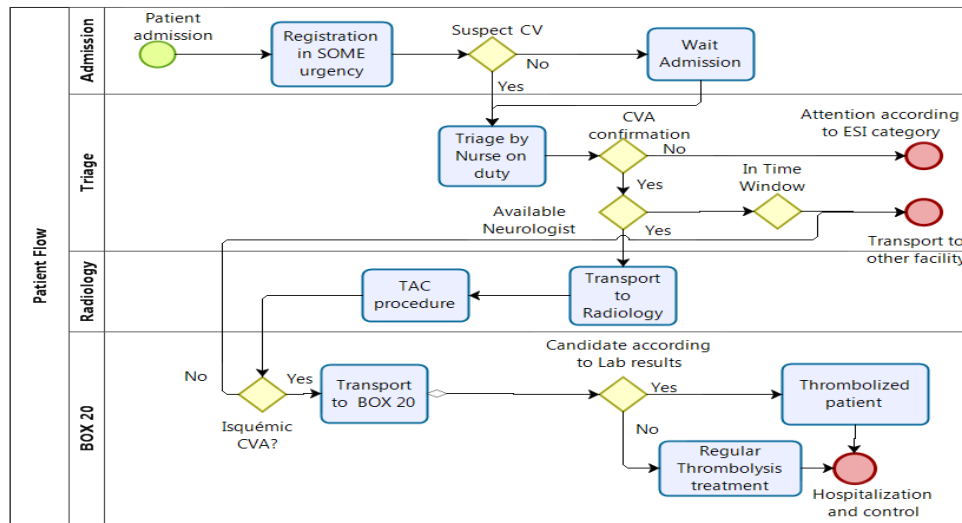 Patient Flow
Admission
Patient
admission
Registration
in SOME
urgency
Suspect CV
No
Yes
Wait
Admission
Triage
Triage by
Nurse on
duty
CVA
confirmation
No
Yes
Attention according
to ESI category
In Time
Window
Available
Neurologist
Yes
Transport to
other facility
Radiology
TAC
procedure
Transport
to
Radiology
BOX 20
No
Yes
Isquémic
CVA?
Transport
to BOX 20
Candidate according
to Lab results
Yes
No
Thrombolized
patient
Regular
Thrombolysis
treatment
Hospitalization
and control